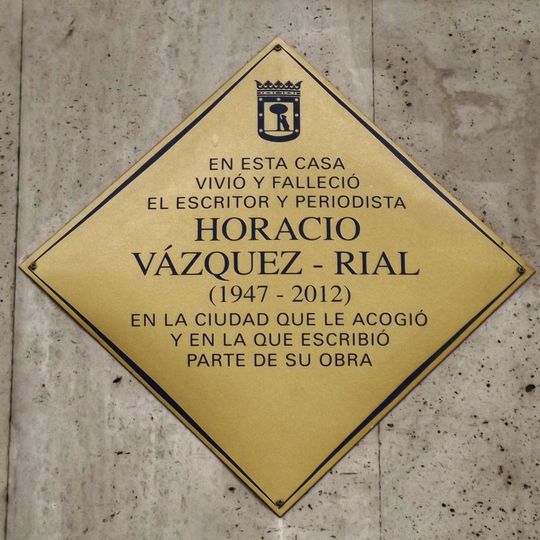 EN ESTA CASA
VIVIÓ Y FALLECIÓ
EL ESCRITOR Y PERIODISTA
HORACIO
VÁZQUEZ - RIAL
(1947 - 2012)
EN LA CIUDAD QUE LE ACOGIÓ
Y EN LA QUE ESCRIBIÓ
PARTE DE SU OBRA